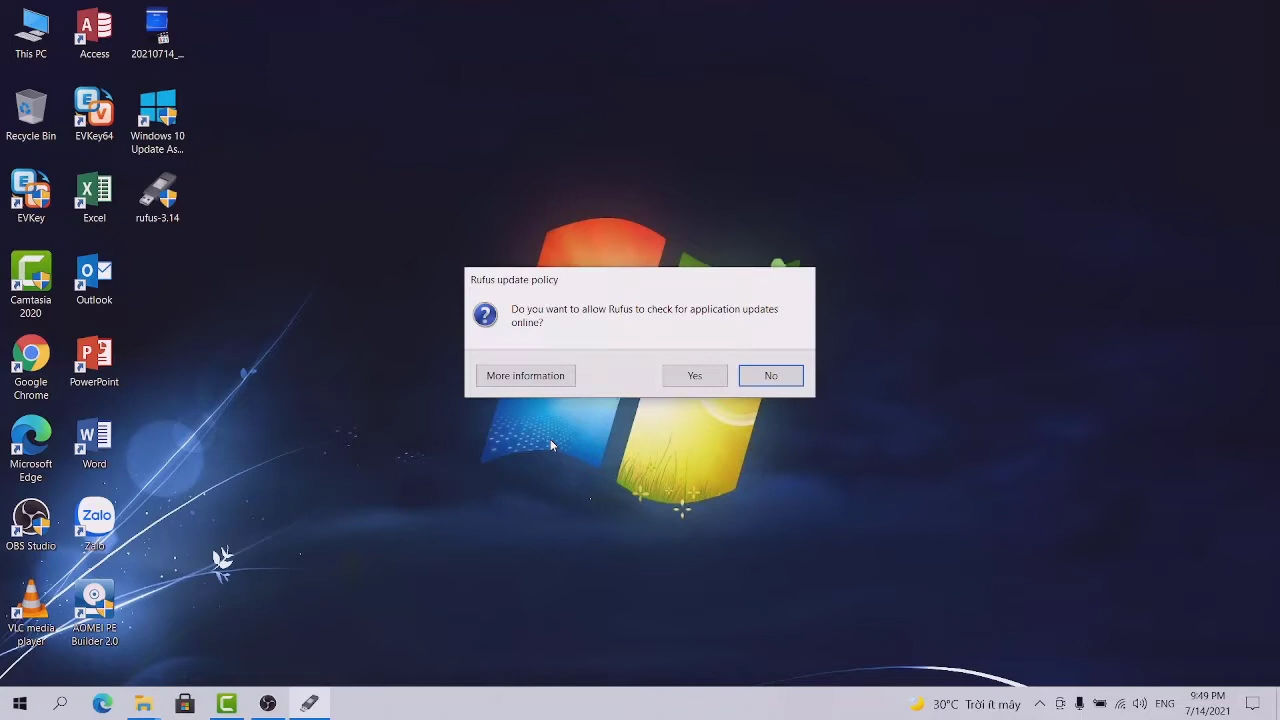 This PC
Access
20210714_...
Recycle Bin
EVKey64
Windows 10
Update As...
EVKey
Excel
rufus-3.14
Camtasia
2020
Outlook
Google
Chrome
PowerPoint
Microsoft
Edge
Word
OBS Studio
Zalo
Zalo
VLC media
player
AOMEI PE
Builder 2.0
Rufus update policy
Do you want to allow Rufus to check for application updates
online?
More information
Yes
No
30°C Trời ít mây
ENG
9:49 PM
7/14/2021